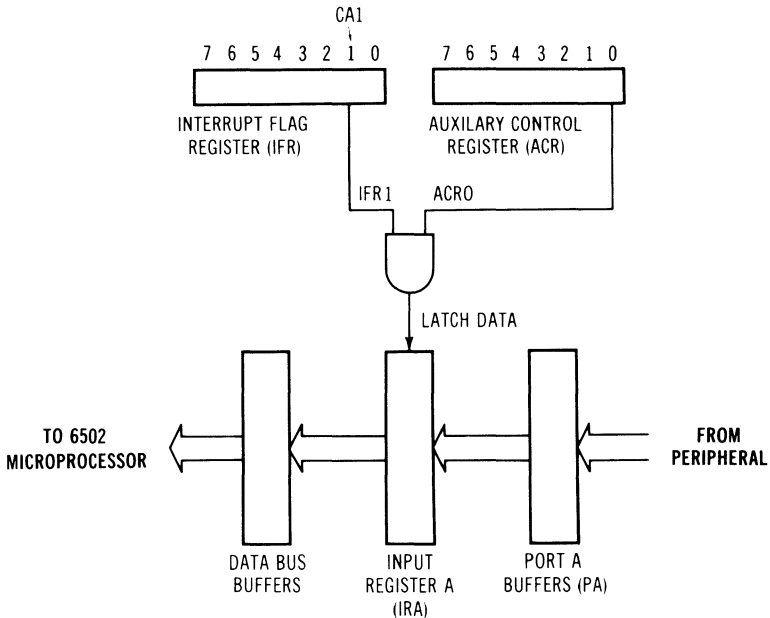 CA1
7 6 5 4 3 2 1 0
7 6 5 4 3 2 1 0
INTERRUPT FLAG
REGISTER (IFR)
AUXILARY CONTROL
REGISTER (ACR)
IFR1
ACRO
LATCH DATA
TO 6502
MICROPROCESSOR
FROM
PERIPHERAL
DATA BUS
BUFFERS
INPUT
REGISTER A
(IRA)
PORT A
BUFFERS (PA)